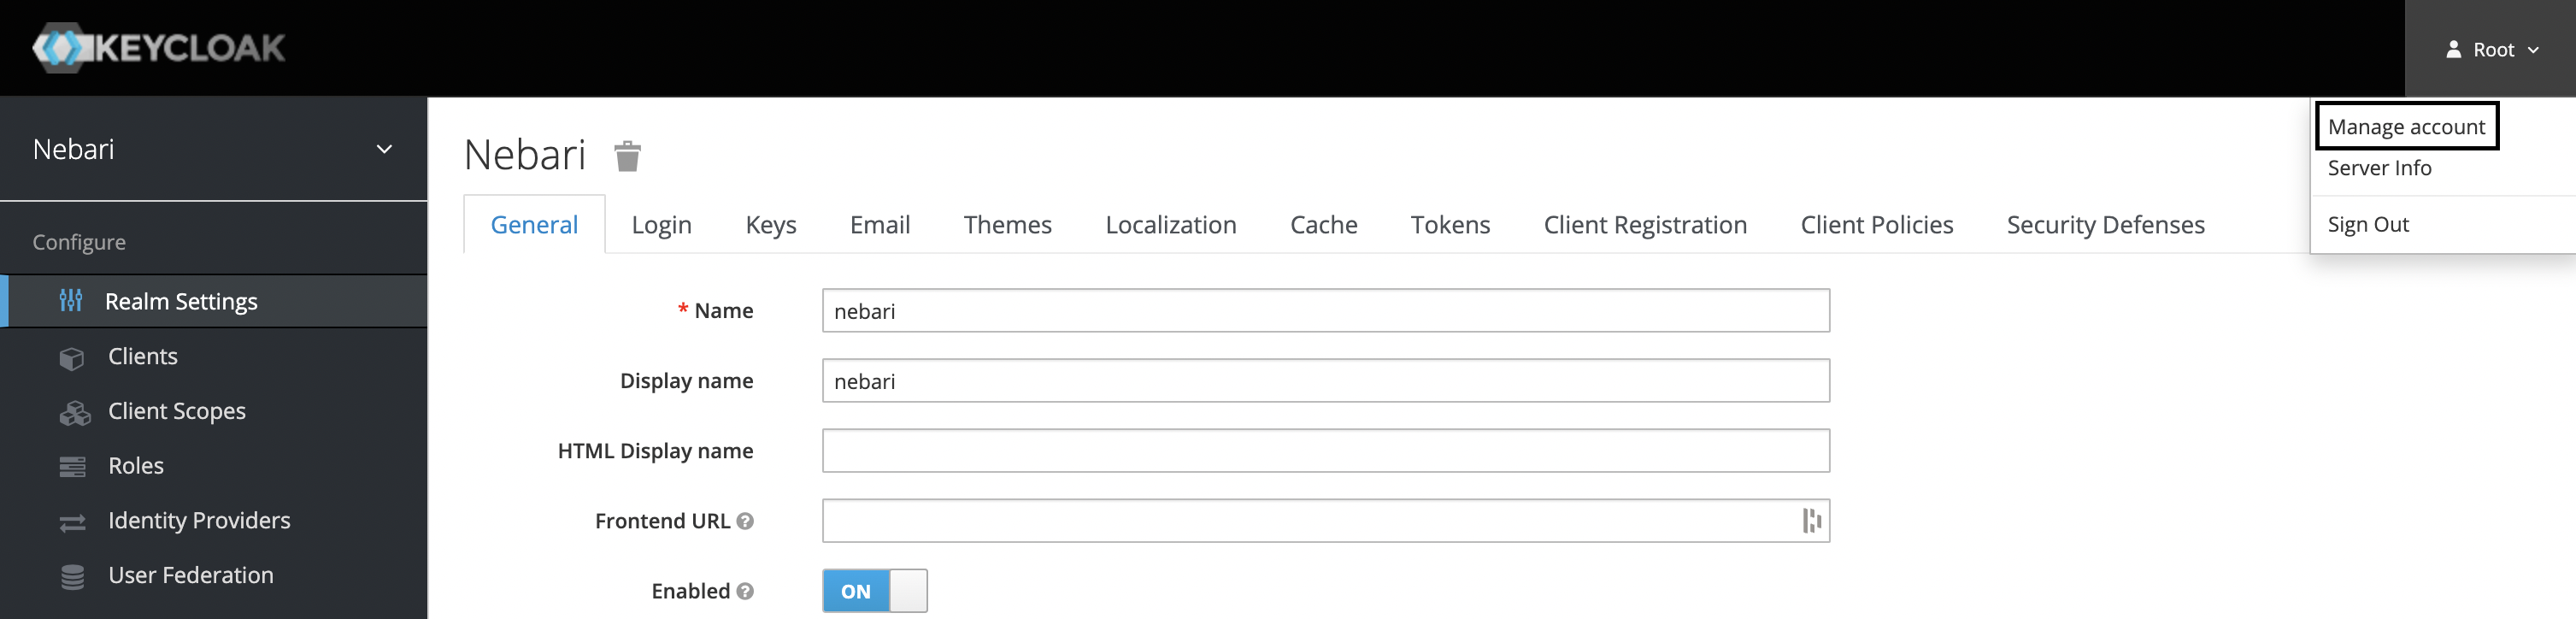 KEYCLOAK
Root
Manage account
Server Info
Sign Out
Nebari
Configure
Realm Settings
Clients
Client Scopes
Roles
Identity Providers
User Federation
Nebari
General Login Keys Email Themes Localization Cache Tokens Client Registration Client Policies Security Defenses
* Name nebari
Display name nebari
HTML Display name
Frontend URL
Enabled ON